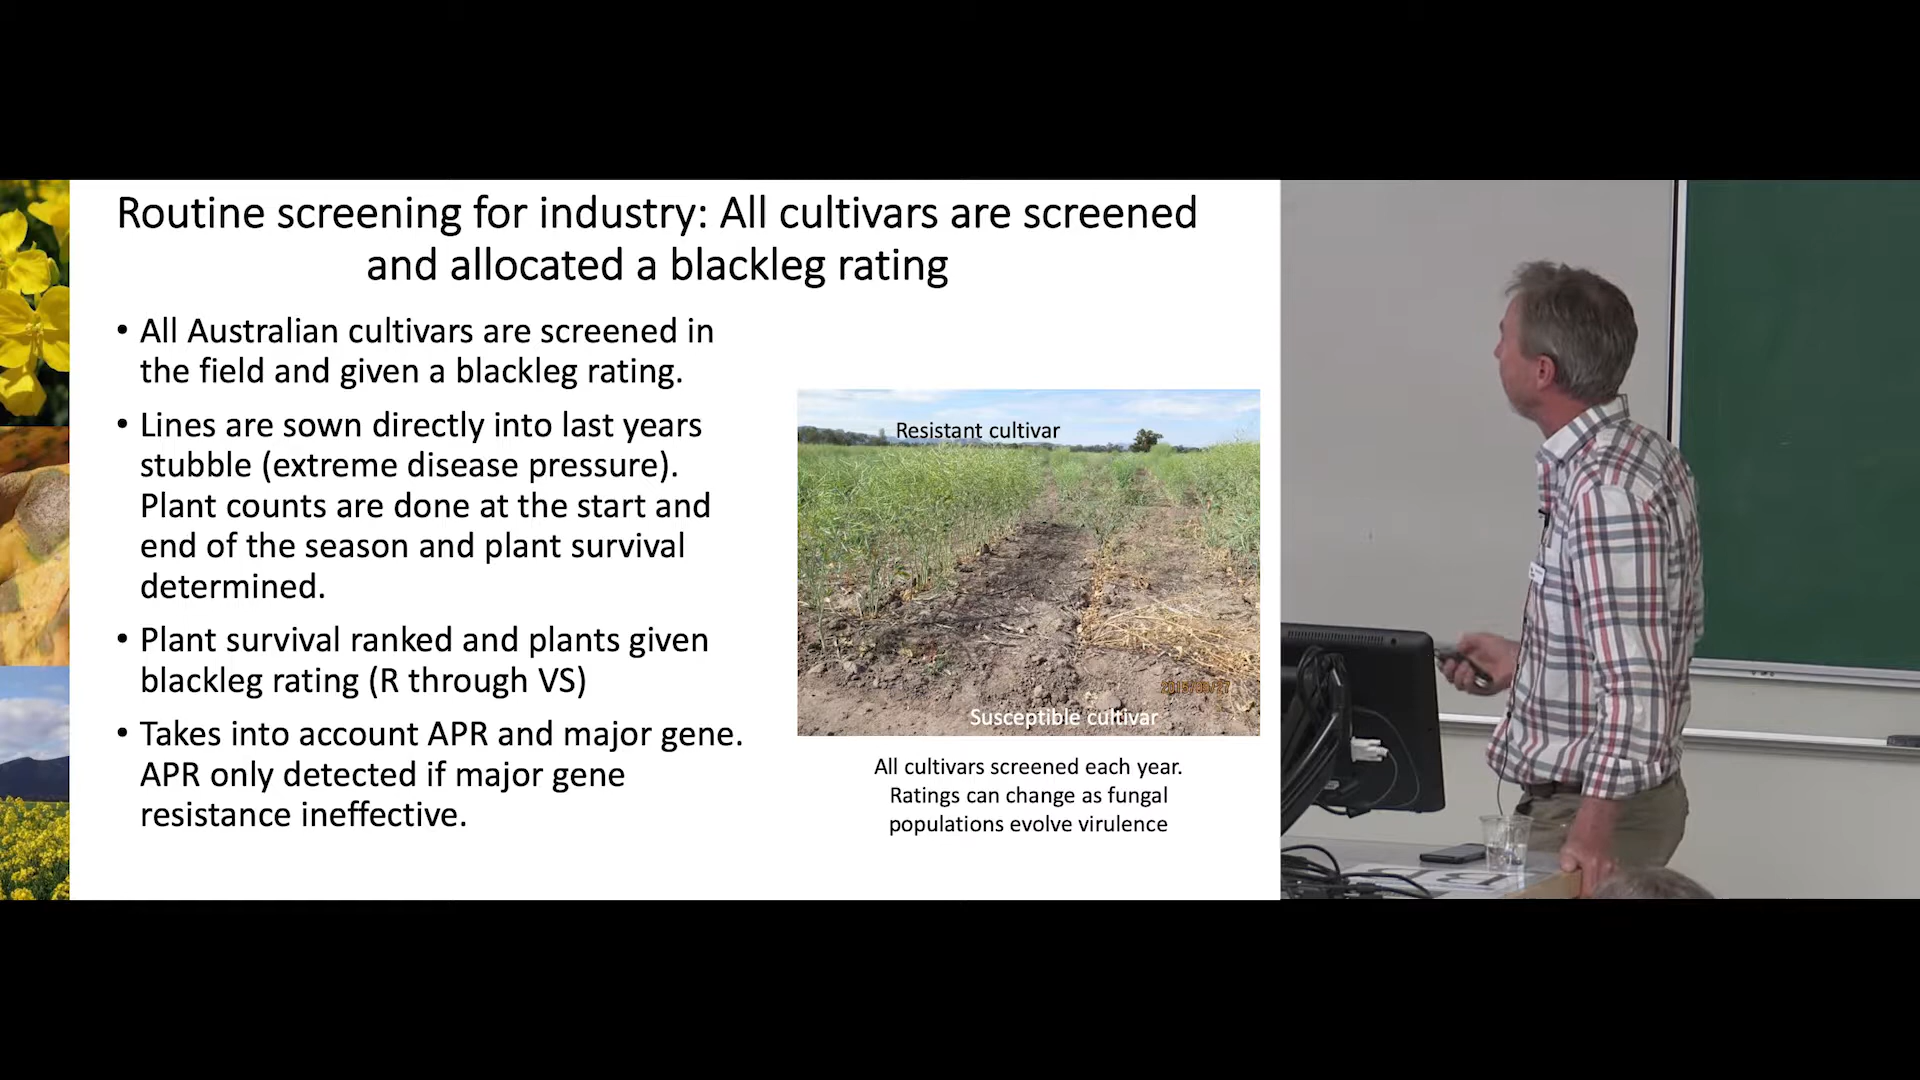 Routine screening for industry: All cultivars are screened
and allocated a blackleg rating
• All Australian cultivars are screened in
the field and given a blackleg rating.
• Lines are sown directly into last years
stubble (extreme disease pressure).
Plant counts are done at the start and
end of the season and plant survival
determined.
• Plant survival ranked and plants given
blackleg rating (R through VS)
• Takes into account APR and major gene.
APR only detected if major gene
resistance ineffective.
Resistant cultivar
Susceptible cultivar
All cultivars screened each year.
Ratings can change as fungal
populations evolve virulence